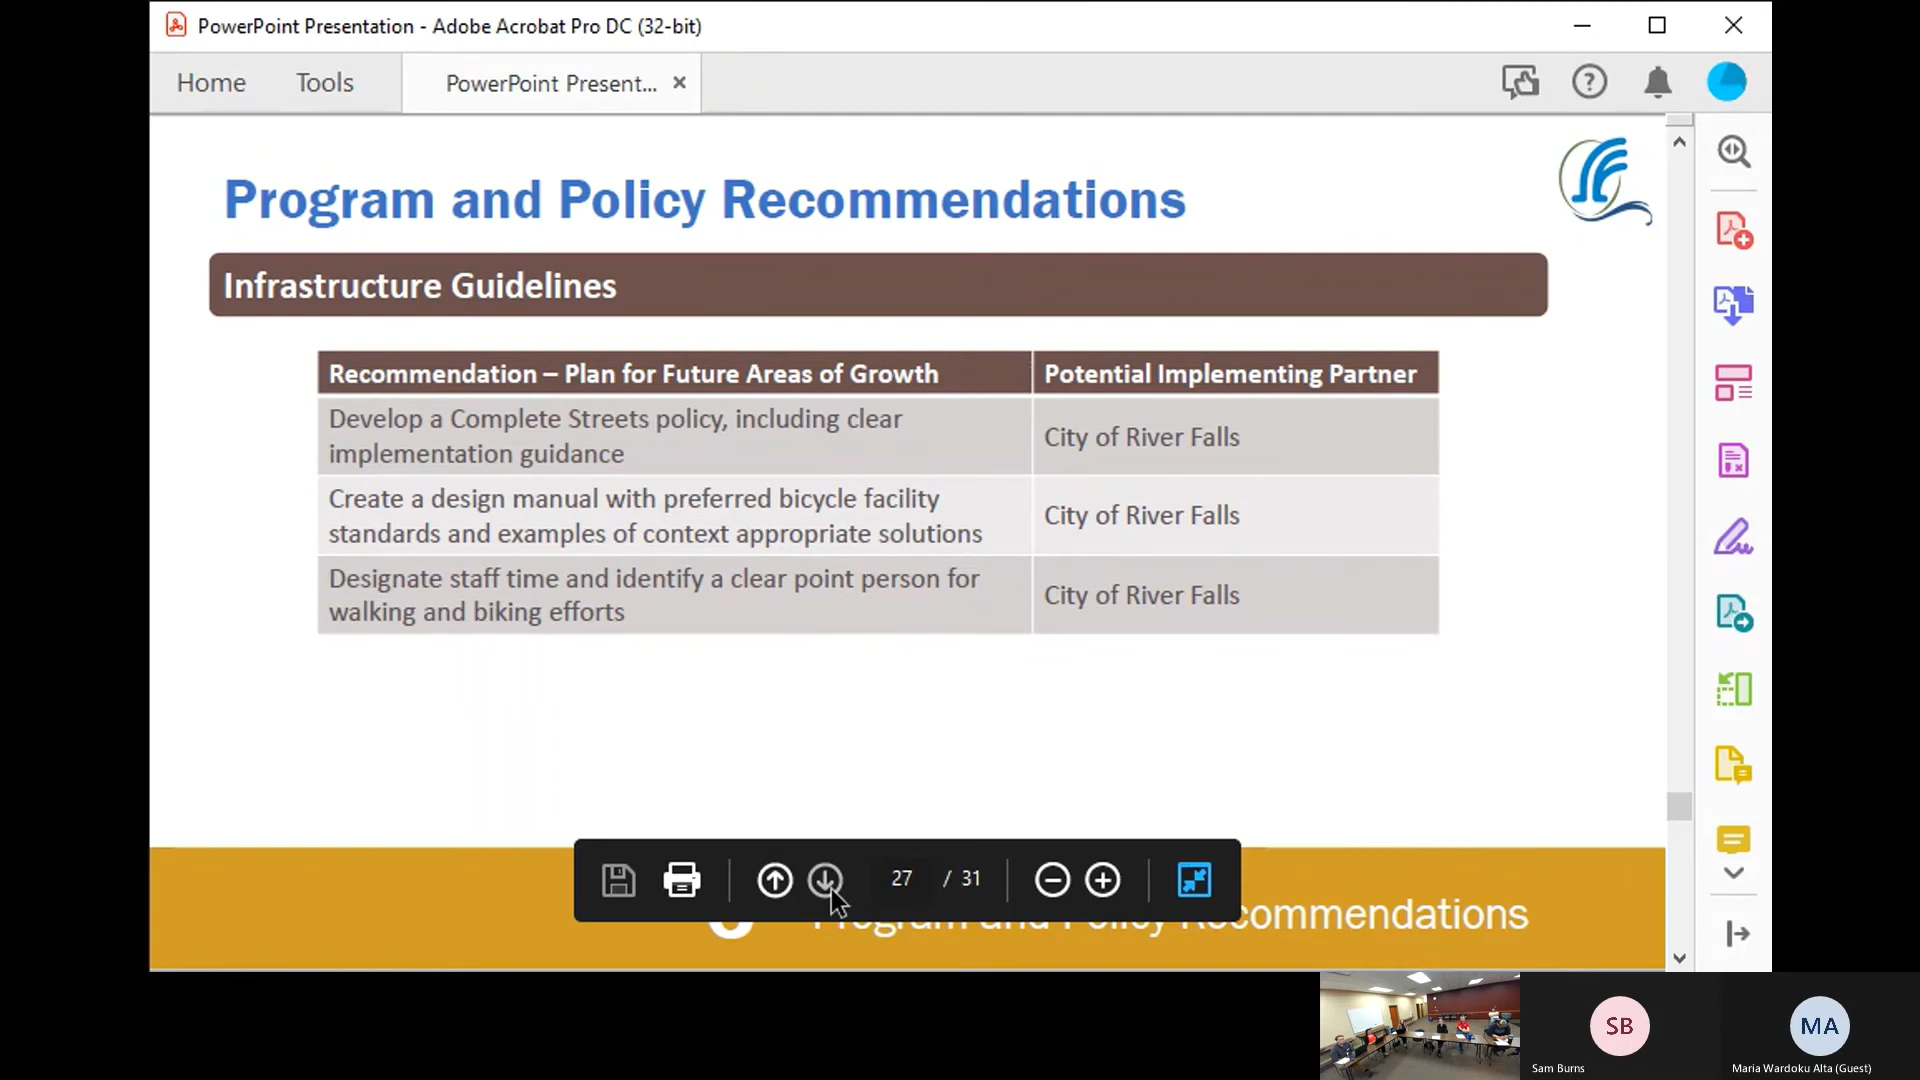 PowerPoint Presentation - Adobe Acrobat Pro DC (32-bit)
Home
Tools
PowerPoint Present...
Program and Policy Recommendations
Infrastructure Guidelines
Recommendation – Plan for Future Areas of Growth
Potential Implementing Partner
Develop a Complete Streets policy, including clear
implementation guidance
City of River Falls
Create a design manual with preferred bicycle facility
standards and examples of context appropriate solutions
City of River Falls
Designate staff time and identify a clear point person for
walking and biking efforts
City of River Falls
27 / 31
Program and Policy Recommendations
SB
MA
Sam Burns
Maria Wardoku Alta (Guest)